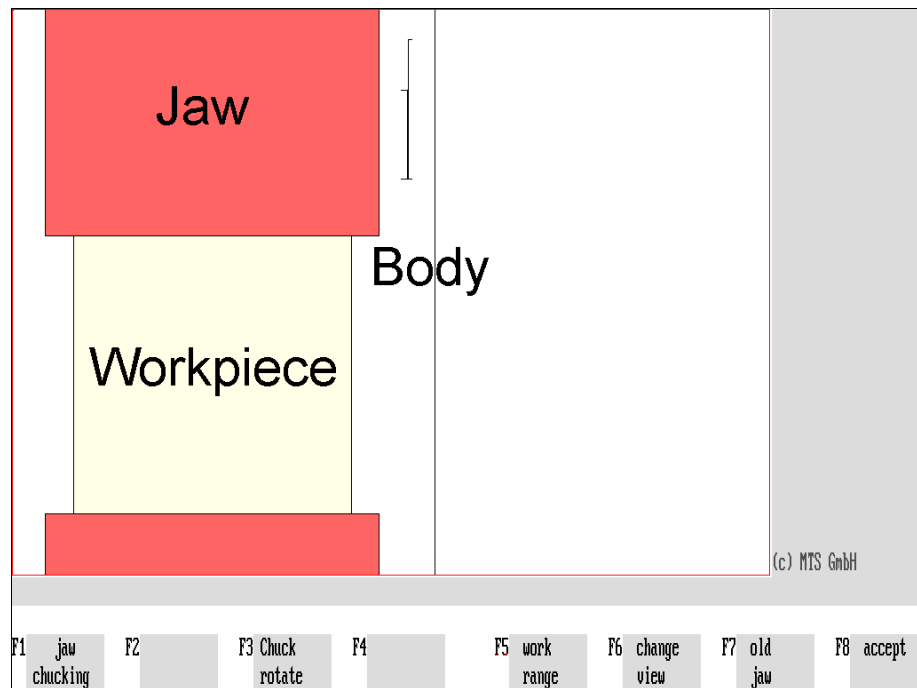 Jaw
Body
Workpiece
(c) MTS GmbH
F1 jaw chucking
F2
F3 Chuck rotate
F4
F5 work range
F6 change view
F7 old jaw
F8 accept